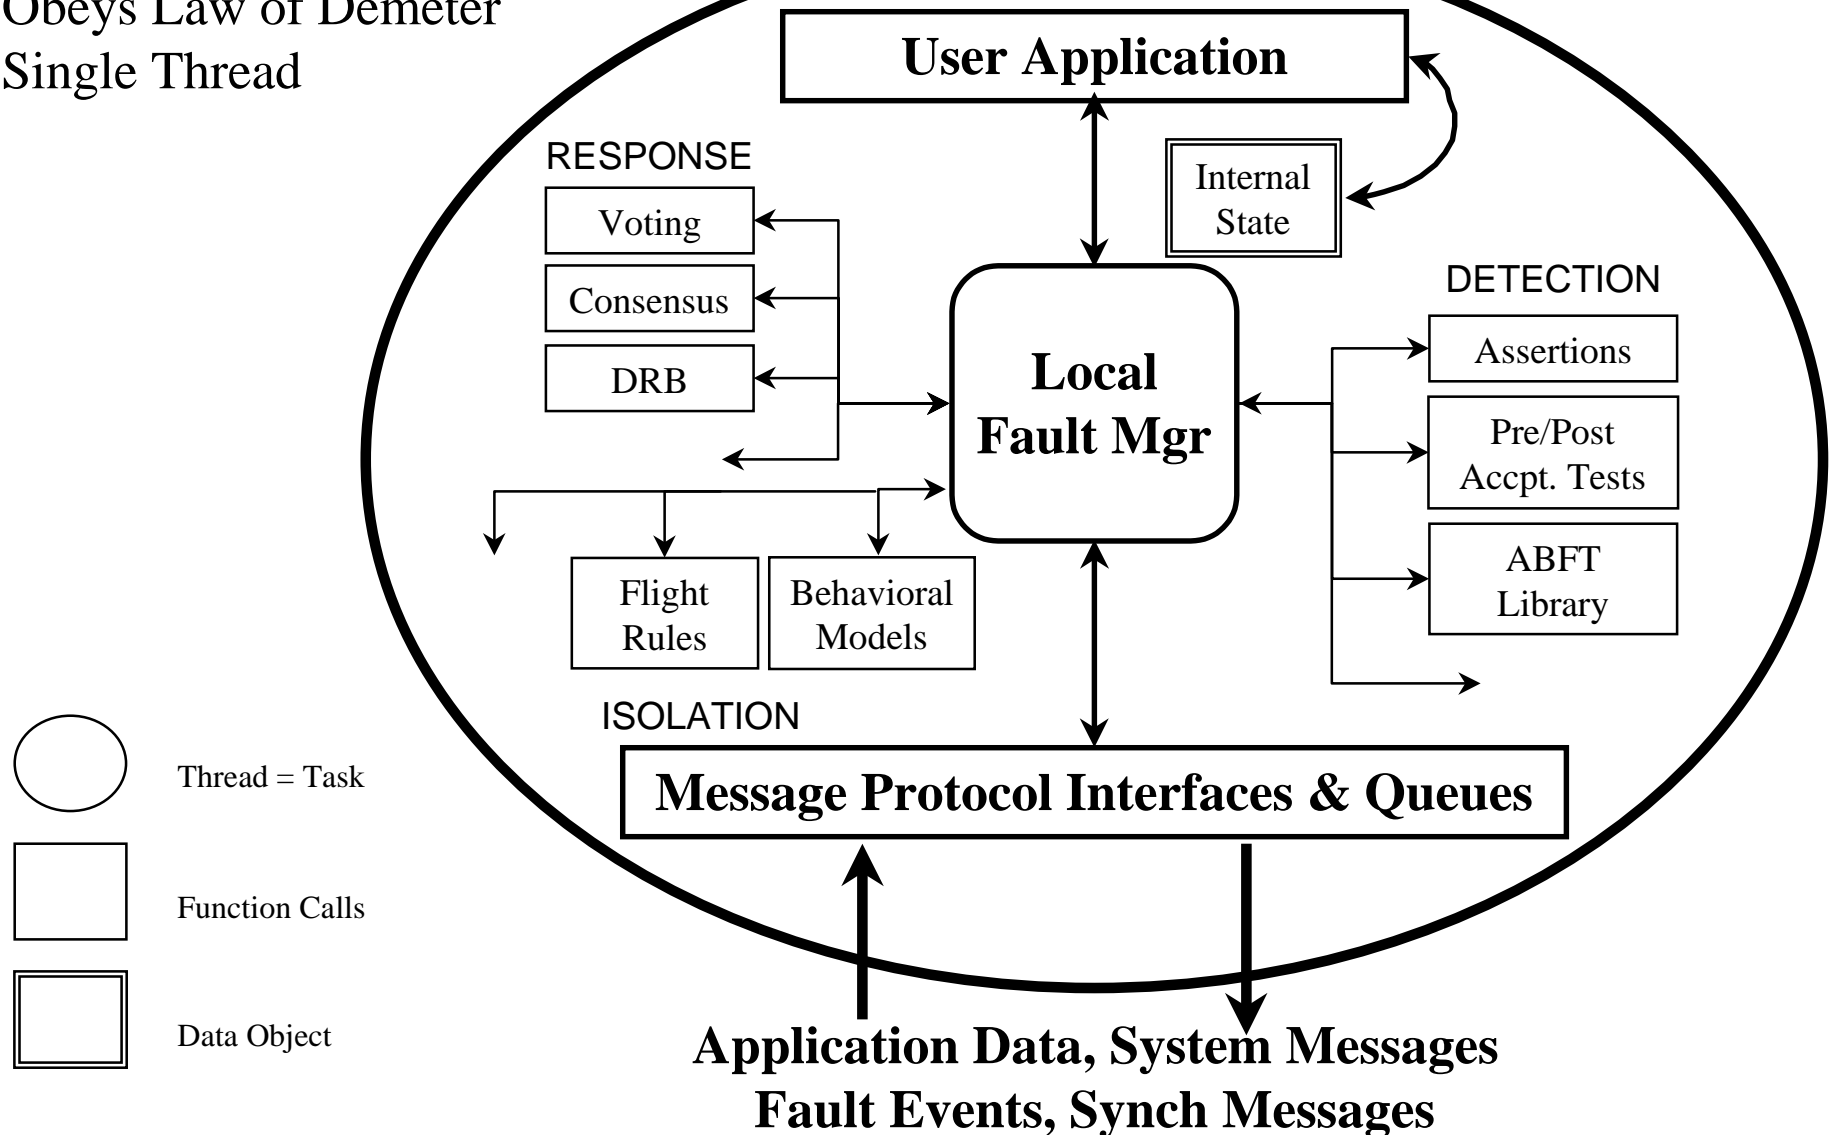 Obeys Law of Demeter
Single Thread
User Application
RESPONSE
Voting
Consensus
DRB
Internal
State
DETECTION
Assertions
Pre/Post
Accpt. Tests
ABFT
Library
Local
Fault Mgr
Flight
Rules
Behavioral
Models
ISOLATION
Message Protocol Interfaces & Queues
Thread = Task
Function Calls
Data Object
Application Data, System Messages
Fault Events, Synch Messages